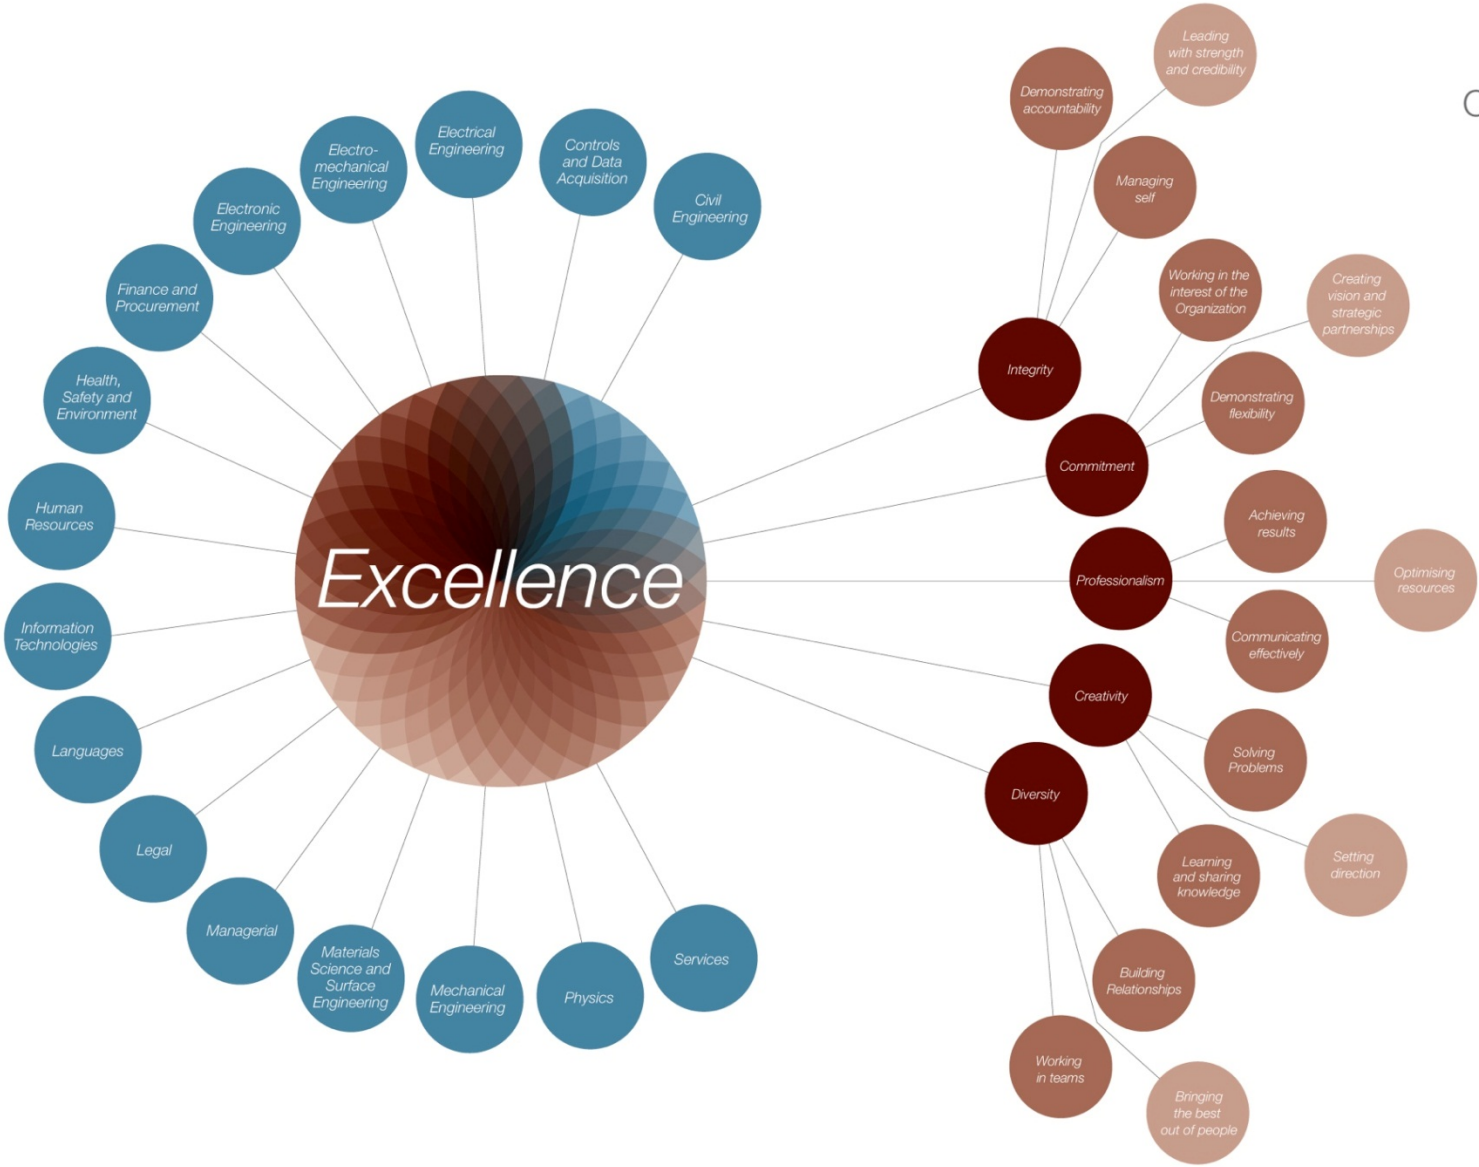 Leading
with strength
and credibility
Demonstrating
accountability
Managing
self
Working in the
interest of the
Organization
Creating
vision and
strategic
partnerships
Demonstrating
flexibility
Integrity
Commitment
Achieving
results
Professionalism
Optimising
resources
Communicating
effectively
Creativity
Solving
Problems
Setting
direction
Learning
and sharing
knowledge
Diversity
Building
Relationships
Working
in teams
Bringing
the best
out of people
Excellence
Civil
Engineering
Controls
and Data
Acquisition
Electrical
Engineering
Electro-
mechanical
Engineering
Electronic
Engineering
Finance and
Procurement
Health,
Safety and
Environment
Human
Resources
Information
Technologies
Languages
Legal
Managerial
Materials
Science and
Surface
Engineering
Mechanical
Engineering
Physics
Services